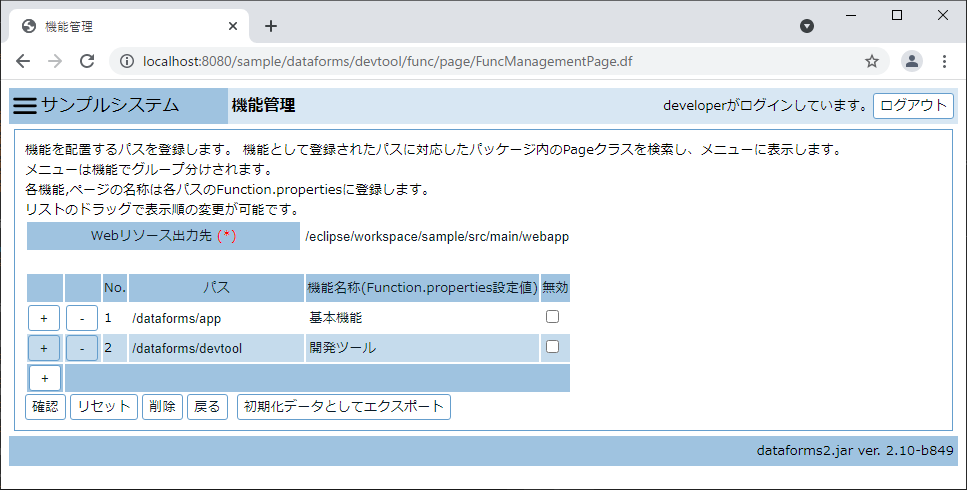 機能管理
localhost:8080/sample/dataforms/devtool/func/page/FuncManagementPage.df
サンプルシステム 機能管理 developerがログインしています。 ログアウト
機能を配置するパスを登録します。 機能として登録されたパスに対応したパッケージ内のPageクラスを検索し、メニューに表示します。
メニューは機能でグループ分けされます。
各機能,ページの名称は各パスのFunction.propertiesに登録します。
リストのドラッグで表示順の変更が可能です。
Webリソース出力先 (*) /eclipse/workspace/sample/src/main/webapp
No. パス 機能名称(Function.properties設定値) 無効
+ - 1 /dataforms/app 基本機能
+ - 2 /dataforms/devtool 開発ツール
+
確認 リセット 削除 戻る 初期化データとしてエクスポート
dataforms2.jar ver. 2.10-b849